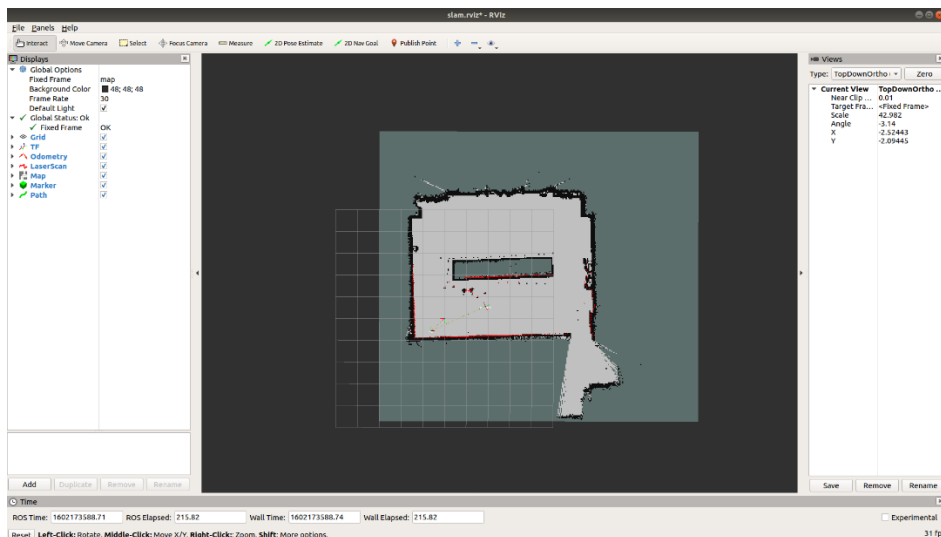 slam.rviz* - RViz
File Panels Help
Interact Move Camera Select Focus Camera Measure 2D Pose Estimate 2D Nav Goal Publish Point
Displays
Global Options
Fixed Frame map
Background Color 48; 48; 48
Frame Rate 30
Default Light
Global Status: Ok
Fixed Frame OK
Grid
TF
Odometry
LaserScan
Map
Marker
Path
Add Duplicate Remove Rename
Views
Type: TopDownOrtho Zero
Current View TopDownOrtho ...
Near Clip ... 0.01
Target Fra... <Fixed Frame>
Scale 42.982
Angle -3.14
X -2.52443
Y -2.09445
Save Remove Rename
Time
ROS Time: 1602173588.71 ROS Elapsed: 215.82 Wall Time: 1602173588.74 Wall Elapsed: 215.82 Experimental
Reset Left-Click: Rotate. Middle-Click: Move X/Y. Right-Click:: Zoom. Shift: More options. 31 fp